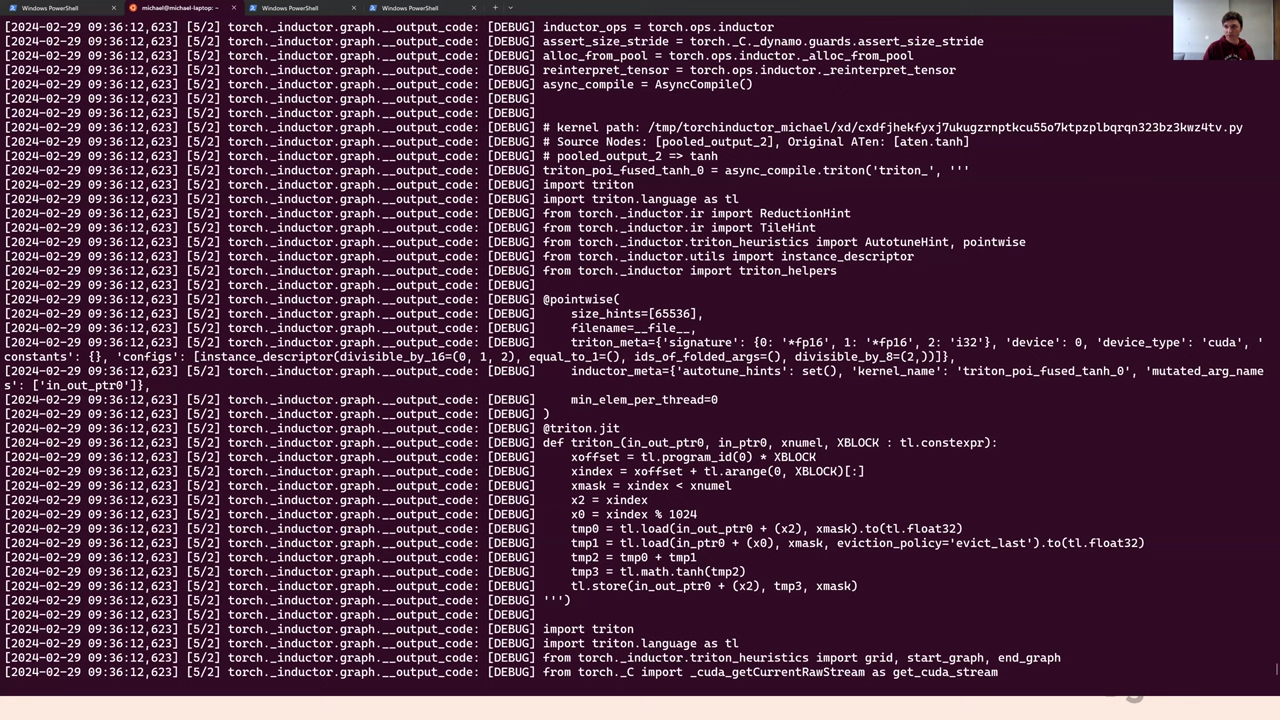 Windows PowerShell
michael@michael-laptop: ~
Windows PowerShell
Windows PowerShell
[2024-02-29 09:36:12,623] [5/2] torch._inductor.graph.__output_code: [DEBUG] inductor_ops = torch.ops.inductor
[2024-02-29 09:36:12,623] [5/2] torch._inductor.graph.__output_code: [DEBUG] assert_size_stride = torch._C._dynamo.guards.assert_size_stride
[2024-02-29 09:36:12,623] [5/2] torch._inductor.graph.__output_code: [DEBUG] alloc_from_pool = torch.ops.inductor._alloc_from_pool
[2024-02-29 09:36:12,623] [5/2] torch._inductor.graph.__output_code: [DEBUG] reinterpret_tensor = torch.ops.inductor._reinterpret_tensor
[2024-02-29 09:36:12,623] [5/2] torch._inductor.graph.__output_code: [DEBUG] async_compile = AsyncCompile()
[2024-02-29 09:36:12,623] [5/2] torch._inductor.graph.__output_code: [DEBUG]
[2024-02-29 09:36:12,623] [5/2] torch._inductor.graph.__output_code: [DEBUG]
[2024-02-29 09:36:12,623] [5/2] torch._inductor.graph.__output_code: [DEBUG] # kernel path: /tmp/torchinductor_michael/xd/cxdfjhekfyxj7ukugzrnptkcu55o7ktpzplbqrqn323bz3kwz4tv.py
[2024-02-29 09:36:12,623] [5/2] torch._inductor.graph.__output_code: [DEBUG] # Source Nodes: [pooled_output_2], Original ATen: [aten.tanh]
[2024-02-29 09:36:12,623] [5/2] torch._inductor.graph.__output_code: [DEBUG] # pooled_output_2 => tanh
[2024-02-29 09:36:12,623] [5/2] torch._inductor.graph.__output_code: [DEBUG] triton_poi_fused_tanh_0 = async_compile.triton('triton_', '''
[2024-02-29 09:36:12,623] [5/2] torch._inductor.graph.__output_code: [DEBUG] import triton
[2024-02-29 09:36:12,623] [5/2] torch._inductor.graph.__output_code: [DEBUG] import triton.language as tl
[2024-02-29 09:36:12,623] [5/2] torch._inductor.graph.__output_code: [DEBUG] from torch._inductor.ir import ReductionHint
[2024-02-29 09:36:12,623] [5/2] torch._inductor.graph.__output_code: [DEBUG] from torch._inductor.ir import TileHint
[2024-02-29 09:36:12,623] [5/2] torch._inductor.graph.__output_code: [DEBUG] from torch._inductor.triton_heuristics import AutotuneHint, pointwise
[2024-02-29 09:36:12,623] [5/2] torch._inductor.graph.__output_code: [DEBUG] from torch._inductor.utils import instance_descriptor
[2024-02-29 09:36:12,623] [5/2] torch._inductor.graph.__output_code: [DEBUG] from torch._inductor import triton_helpers
[2024-02-29 09:36:12,623] [5/2] torch._inductor.graph.__output_code: [DEBUG]
[2024-02-29 09:36:12,623] [5/2] torch._inductor.graph.__output_code: [DEBUG] @pointwise(
[2024-02-29 09:36:12,623] [5/2] torch._inductor.graph.__output_code: [DEBUG]     size_hints=[65536],
[2024-02-29 09:36:12,623] [5/2] torch._inductor.graph.__output_code: [DEBUG]     filename=__file__,
[2024-02-29 09:36:12,623] [5/2] torch._inductor.graph.__output_code: [DEBUG]     triton_meta={'signature': {0: '*fp16', 1: '*fp16', 2: 'i32'}, 'device': 0, 'device_type': 'cuda', '
constants': {}, 'configs': [instance_descriptor(divisible_by_16=(0, 1, 2), equal_to_1=(), ids_of_folded_args=(), divisible_by_8=(2,))]},
[2024-02-29 09:36:12,623] [5/2] torch._inductor.graph.__output_code: [DEBUG]     inductor_meta={'autotune_hints': set(), 'kernel_name': 'triton_poi_fused_tanh_0', 'mutated_arg_name
s': ['in_out_ptr0']},
[2024-02-29 09:36:12,623] [5/2] torch._inductor.graph.__output_code: [DEBUG]     min_elem_per_thread=0
[2024-02-29 09:36:12,623] [5/2] torch._inductor.graph.__output_code: [DEBUG] )
[2024-02-29 09:36:12,623] [5/2] torch._inductor.graph.__output_code: [DEBUG] @triton.jit
[2024-02-29 09:36:12,623] [5/2] torch._inductor.graph.__output_code: [DEBUG] def triton_(in_out_ptr0, in_ptr0, xnumel, XBLOCK : tl.constexpr):
[2024-02-29 09:36:12,623] [5/2] torch._inductor.graph.__output_code: [DEBUG]     xoffset = tl.program_id(0) * XBLOCK
[2024-02-29 09:36:12,623] [5/2] torch._inductor.graph.__output_code: [DEBUG]     xindex = xoffset + tl.arange(0, XBLOCK)[:]
[2024-02-29 09:36:12,623] [5/2] torch._inductor.graph.__output_code: [DEBUG]     xmask = xindex < xnumel
[2024-02-29 09:36:12,623] [5/2] torch._inductor.graph.__output_code: [DEBUG]     x2 = xindex
[2024-02-29 09:36:12,623] [5/2] torch._inductor.graph.__output_code: [DEBUG]     x0 = xindex % 1024
[2024-02-29 09:36:12,623] [5/2] torch._inductor.graph.__output_code: [DEBUG]     tmp0 = tl.load(in_out_ptr0 + (x2), xmask).to(tl.float32)
[2024-02-29 09:36:12,623] [5/2] torch._inductor.graph.__output_code: [DEBUG]     tmp1 = tl.load(in_ptr0 + (x0), xmask, eviction_policy='evict_last').to(tl.float32)
[2024-02-29 09:36:12,623] [5/2] torch._inductor.graph.__output_code: [DEBUG]     tmp2 = tmp0 + tmp1
[2024-02-29 09:36:12,623] [5/2] torch._inductor.graph.__output_code: [DEBUG]     tmp3 = tl.math.tanh(tmp2)
[2024-02-29 09:36:12,623] [5/2] torch._inductor.graph.__output_code: [DEBUG]     tl.store(in_out_ptr0 + (x2), tmp3, xmask)
[2024-02-29 09:36:12,623] [5/2] torch._inductor.graph.__output_code: [DEBUG] ''')
[2024-02-29 09:36:12,623] [5/2] torch._inductor.graph.__output_code: [DEBUG]
[2024-02-29 09:36:12,623] [5/2] torch._inductor.graph.__output_code: [DEBUG] import triton
[2024-02-29 09:36:12,623] [5/2] torch._inductor.graph.__output_code: [DEBUG] import triton.language as tl
[2024-02-29 09:36:12,623] [5/2] torch._inductor.graph.__output_code: [DEBUG] from torch._inductor.triton_heuristics import grid, start_graph, end_graph
[2024-02-29 09:36:12,623] [5/2] torch._inductor.graph.__output_code: [DEBUG] from torch._C import _cuda_getCurrentRawStream as get_cuda_stream